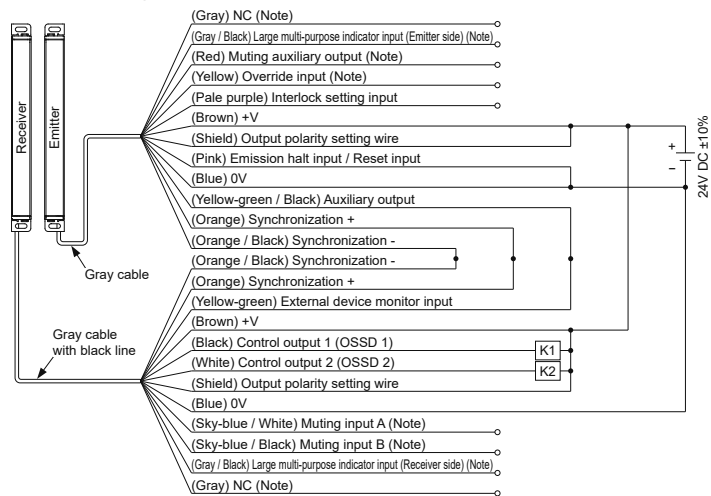 (Gray) NC (Note)
(Gray / Black) Large multi-purpose indicator input (Emitter side) (Note)
(Red) Muting auxiliary output (Note)
(Yellow) Override input (Note)
(Pale purple) Interlock setting input
(Brown) +V
(Shield) Output polarity setting wire
(Pink) Emission halt input / Reset input
(Blue) 0V
(Yellow-green / Black) Auxiliary output
(Orange) Synchronization +
(Orange / Black) Synchronization -
(Orange / Black) Synchronization -
(Orange) Synchronization +
(Yellow-green) External device monitor input
(Brown) +V
(Black) Control output 1 (OSSD 1)
K1
(White) Control output 2 (OSSD 2)
K2
(Shield) Output polarity setting wire
(Blue) 0V
(Sky-blue / White) Muting input A (Note)
(Sky-blue / Black) Muting input B (Note)
(Gray / Black) Large multi-purpose indicator input (Receiver side) (Note)
(Gray) NC (Note)
Receiver
Emitter
Gray cable
Gray cable
with black line
+
−
24V DC ±10%